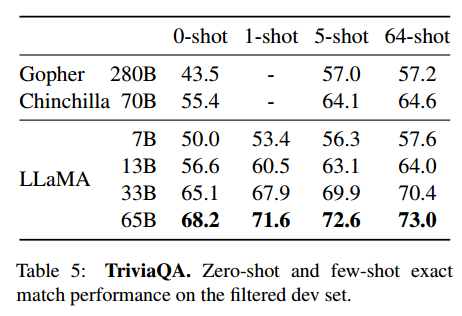 0-shot 1-shot 5-shot 64-shot
Gopher 280B 43.5 - 57.0 57.2
Chinchilla 70B 55.4 - 64.1 64.6
7B 50.0 53.4 56.3 57.6
13B 56.6 60.5 63.1 64.0
LLaMA
33B 65.1 67.9 69.9 70.4
65B 68.2 71.6 72.6 73.0
Table 5: TriviaQA. Zero-shot and few-shot exact
match performance on the filtered dev set.